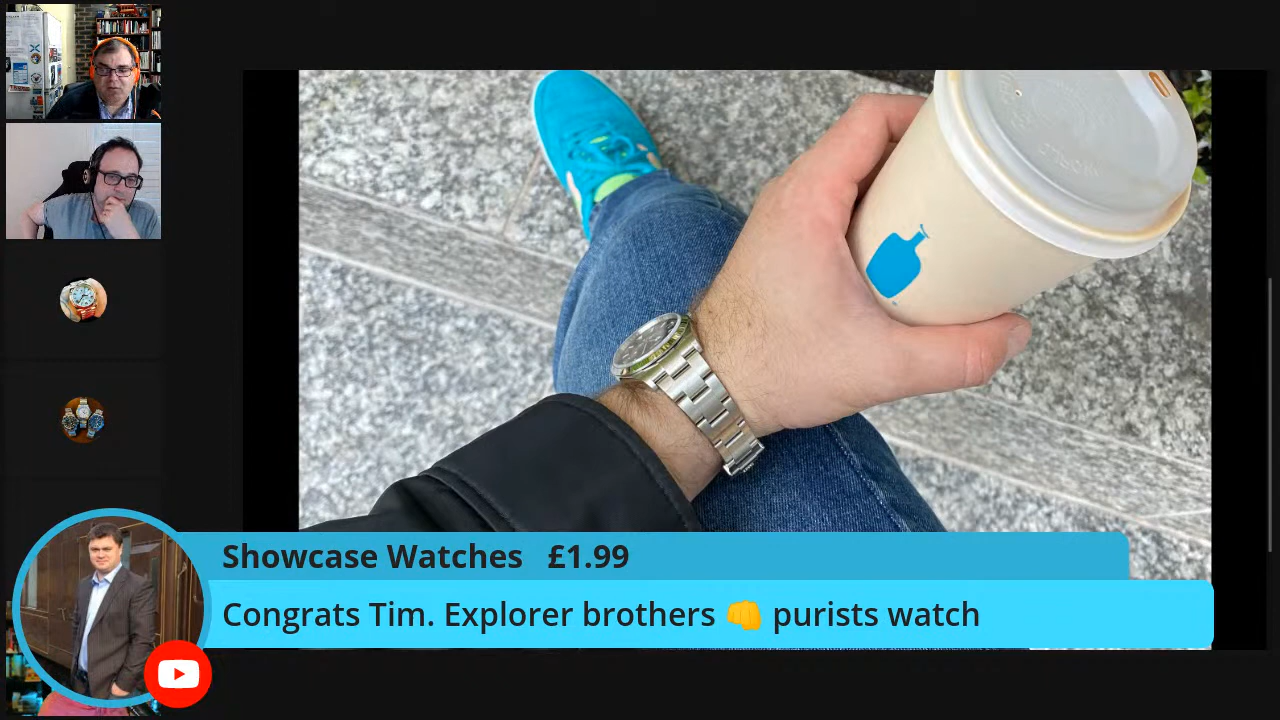 Showcase Watches £1.99
Congrats Tim. Explorer brothers 👊 purists watch